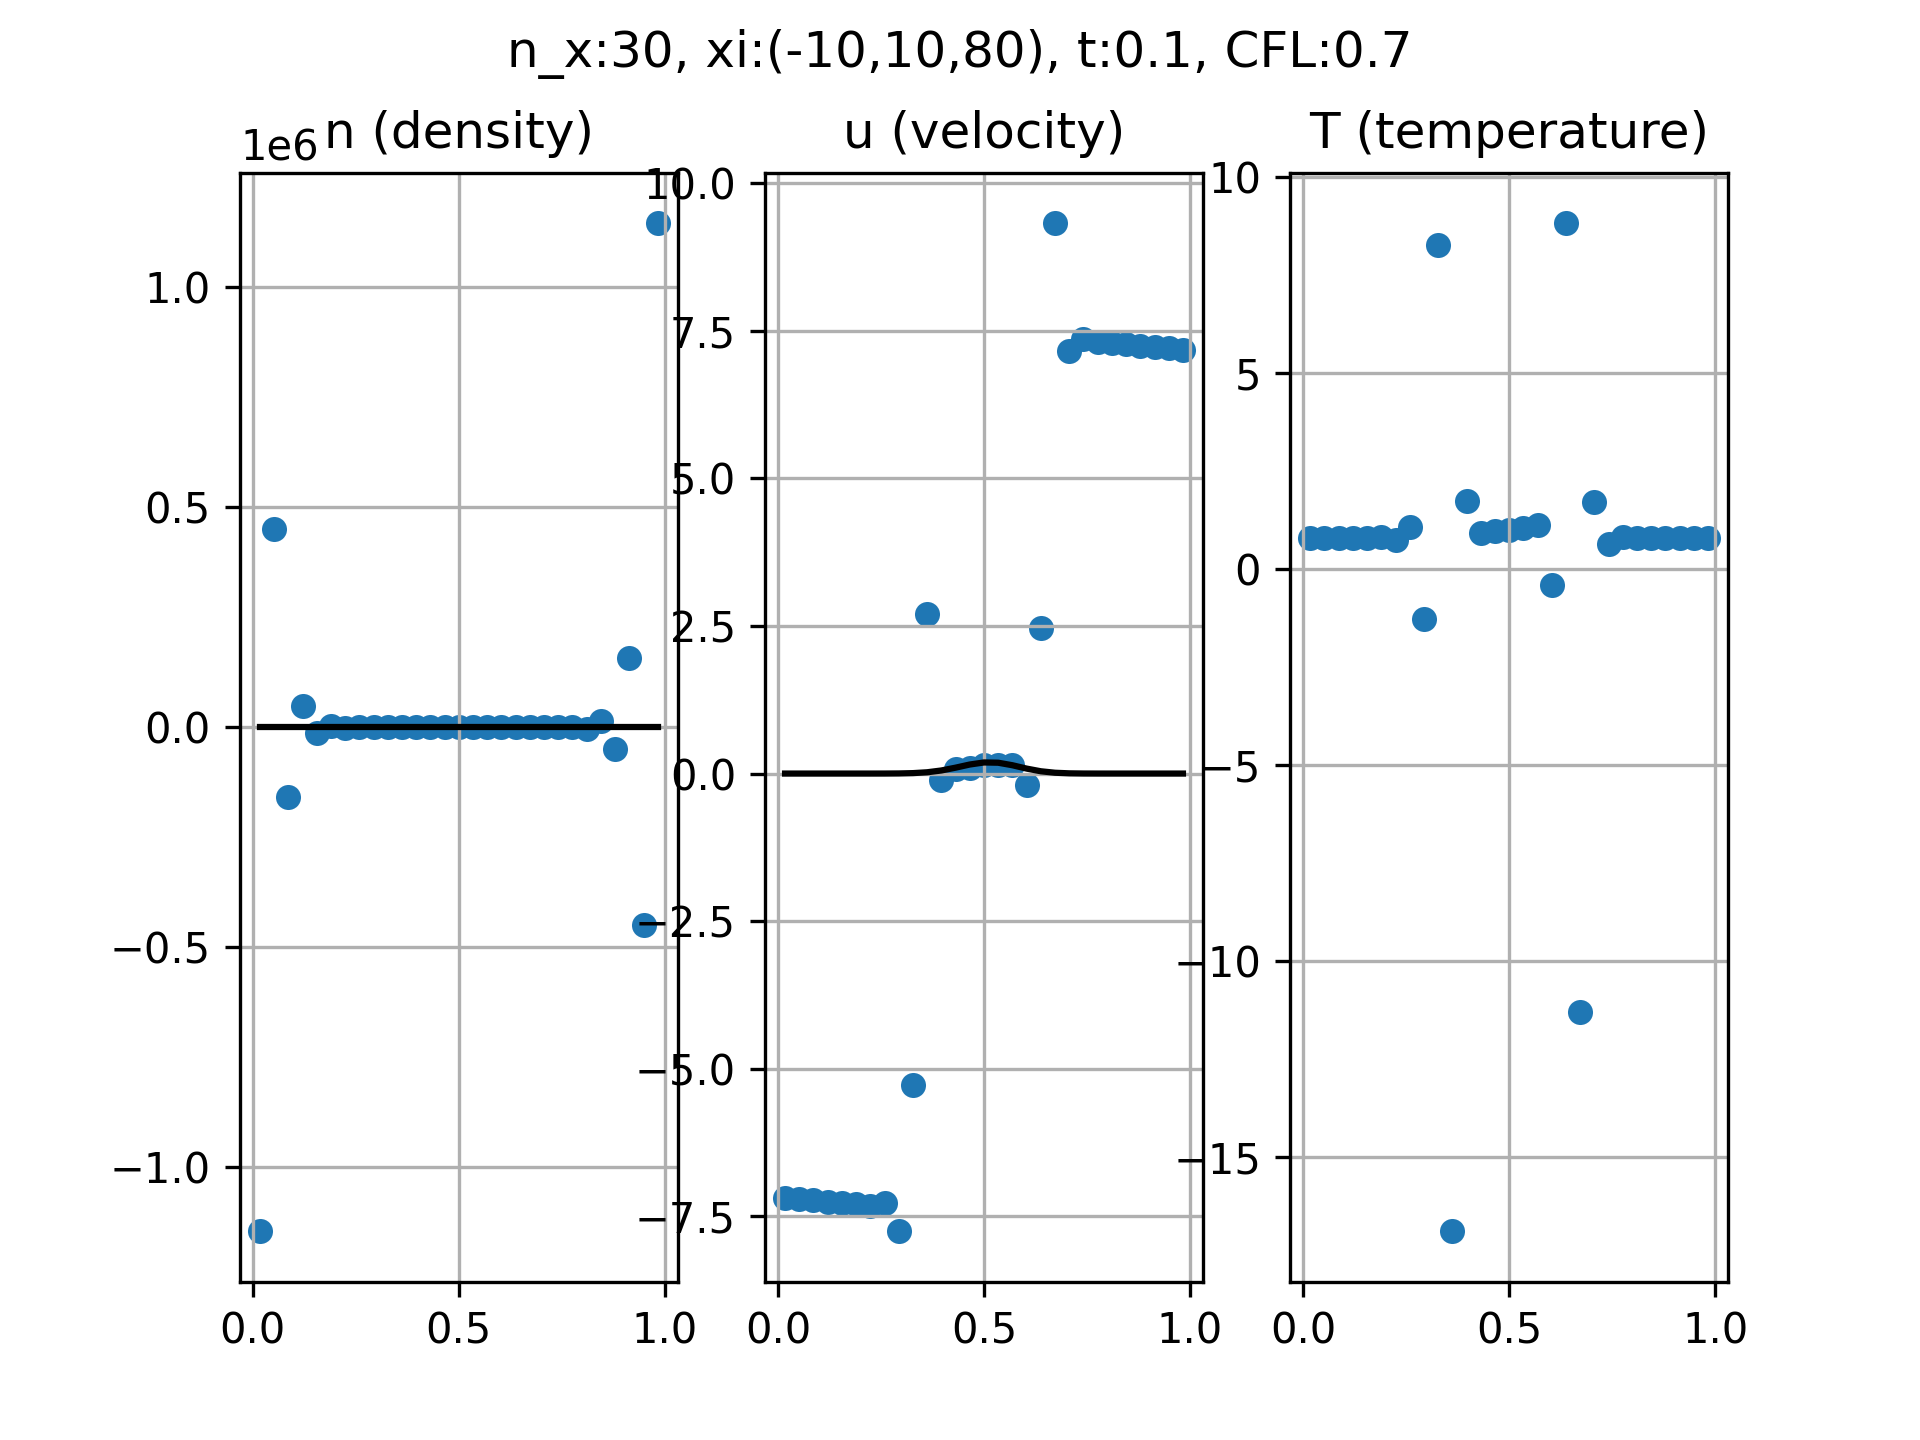 n_x:30, xi:(-10,10,80), t:0.1, CFL:0.7
n (density)
u (velocity)
T (temperature)
1e6
1.0
0.5
0.0
−0.5
−1.0
0.0 0.5 1.0
10.0
7.5
5.0
2.5
0.0
−2.5
−5.0
−7.5
0.0 0.5 1.0
10
5
0
−5
−10
−15
0.0 0.5 1.0